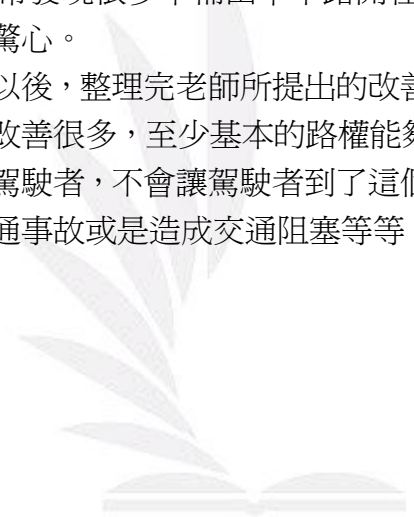 驚心。
以後，整理完老師所提出的改善
改善很多，至少基本的路權能夠
駕駛者，不會讓駕駛者到了這個
通事故或是造成交通阻塞等等